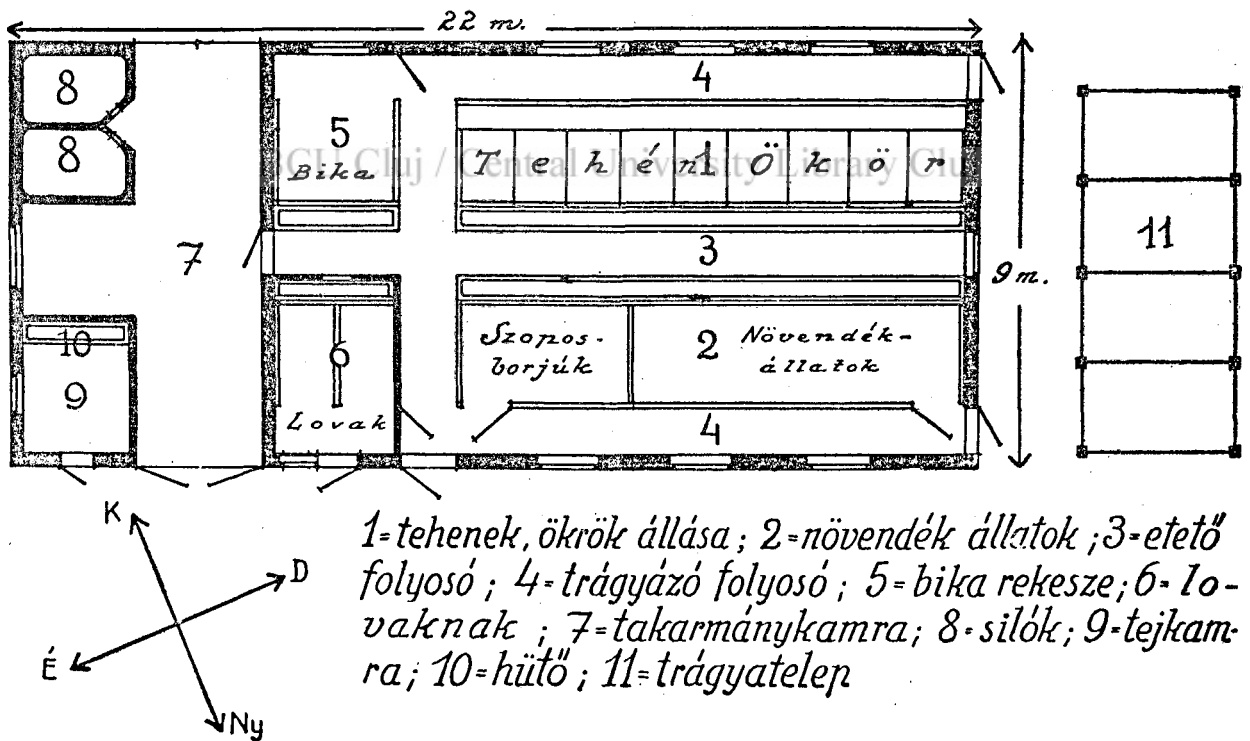 22 m.
8
4
5
Bika
8
T e h é n 1 Ö k ö r
BCU Cluj / Central University Library Cluj
7
3
11
9 m.
10
9
6
Lovak
Szopos-
borjúk
2 Növendék-
állatok
4
K
D
É
Ny
1=tehenek, ökrök állása; 2=növendék állatok; 3=etető
folyosó; 4=trágyázó folyosó; 5=bika rekesze; 6=lo-
vaknak; 7=takarmánykamra; 8=silók; 9=tejkam-
ra; 10=hütő; 11=trágyatelep